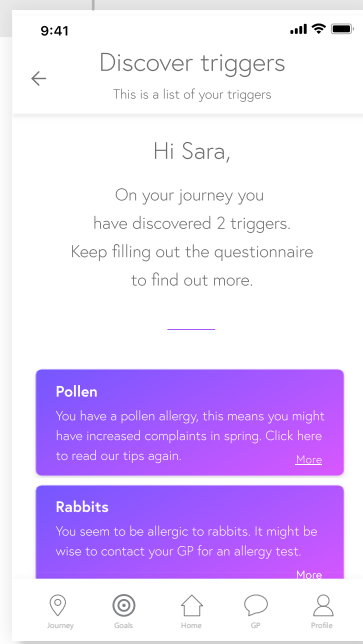 9:41
Discover triggers
This is a list of your triggers
Hi Sara,
On your journey you
have discovered 2 triggers.
Keep filling out the questionnaire
to find out more.
Pollen
You have a pollen allergy, this means you might
have increased complaints in spring. Click here
to read our tips again.
More
Rabbits
You seem to be allergic to rabbits. It might be
wise to contact your GP for an allergy test.
More
Journey
Goals
Home
GP
Profile